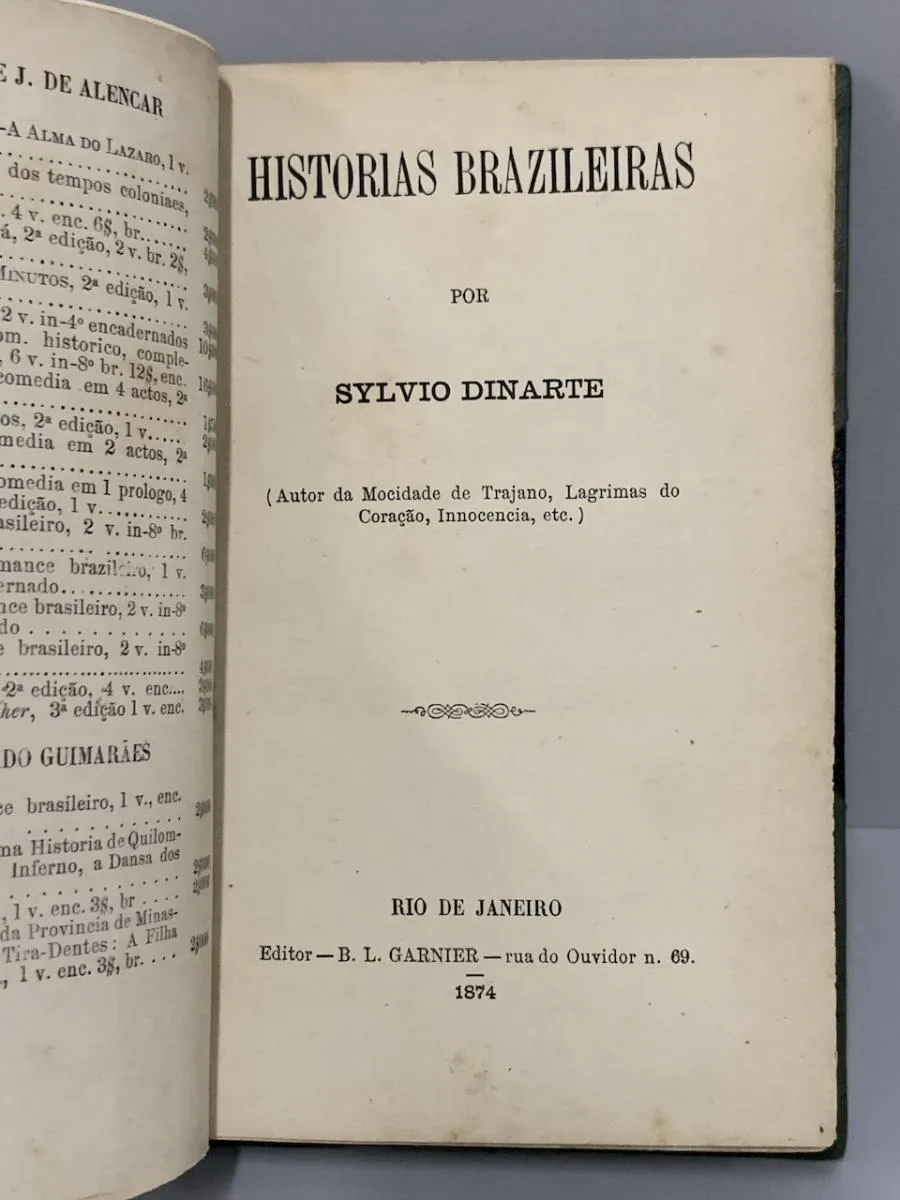 E J. DE ALENCAR
-A ALMA DO LAZARO, 1 v.
dos tempos coloniaes,
. 4 v. enc. 6$, br......
á, 2ª edição, 2 v. br. 2$,
MINUTOS, 2ª edição, 1 v.
2 v. in-4º encadernados
om. historico, comple-
, 6 v. in-8º br. 12$, enc.
comedia em 4 actos, 2ª
os, 2ª edição, 1 v.....
media em 2 actos, 2ª
omedia em 1 prologo, 4
edição, 1 v.
asileiro, 2 v. in-8º br.
mance brazileiro, 1 v.
ernado
nce brasileiro, 2 v. in-8º
do
e brasileiro, 2 v. in-8º
2ª edição, 4 v. enc....
her, 3ª edição 1 v. enc.
DO GUIMARÃES
ce brasileiro, 1 v., enc.
ma Historia de Quilom-
Inferno, a Dansa dos
, 1 v. enc. 3$, br
da Provincia de Minas-
Tira-Dentes: A Filha
, 1 v. enc. 3$, br.
HISTORIAS BRAZILEIRAS
POR
SYLVIO DINARTE
(Autor da Mocidade de Trajano, Lagrimas do
Coração, Innocencia, etc.)
RIO DE JANEIRO
Editor — B. L. GARNIER — rua do Ouvidor n. 69.
1874